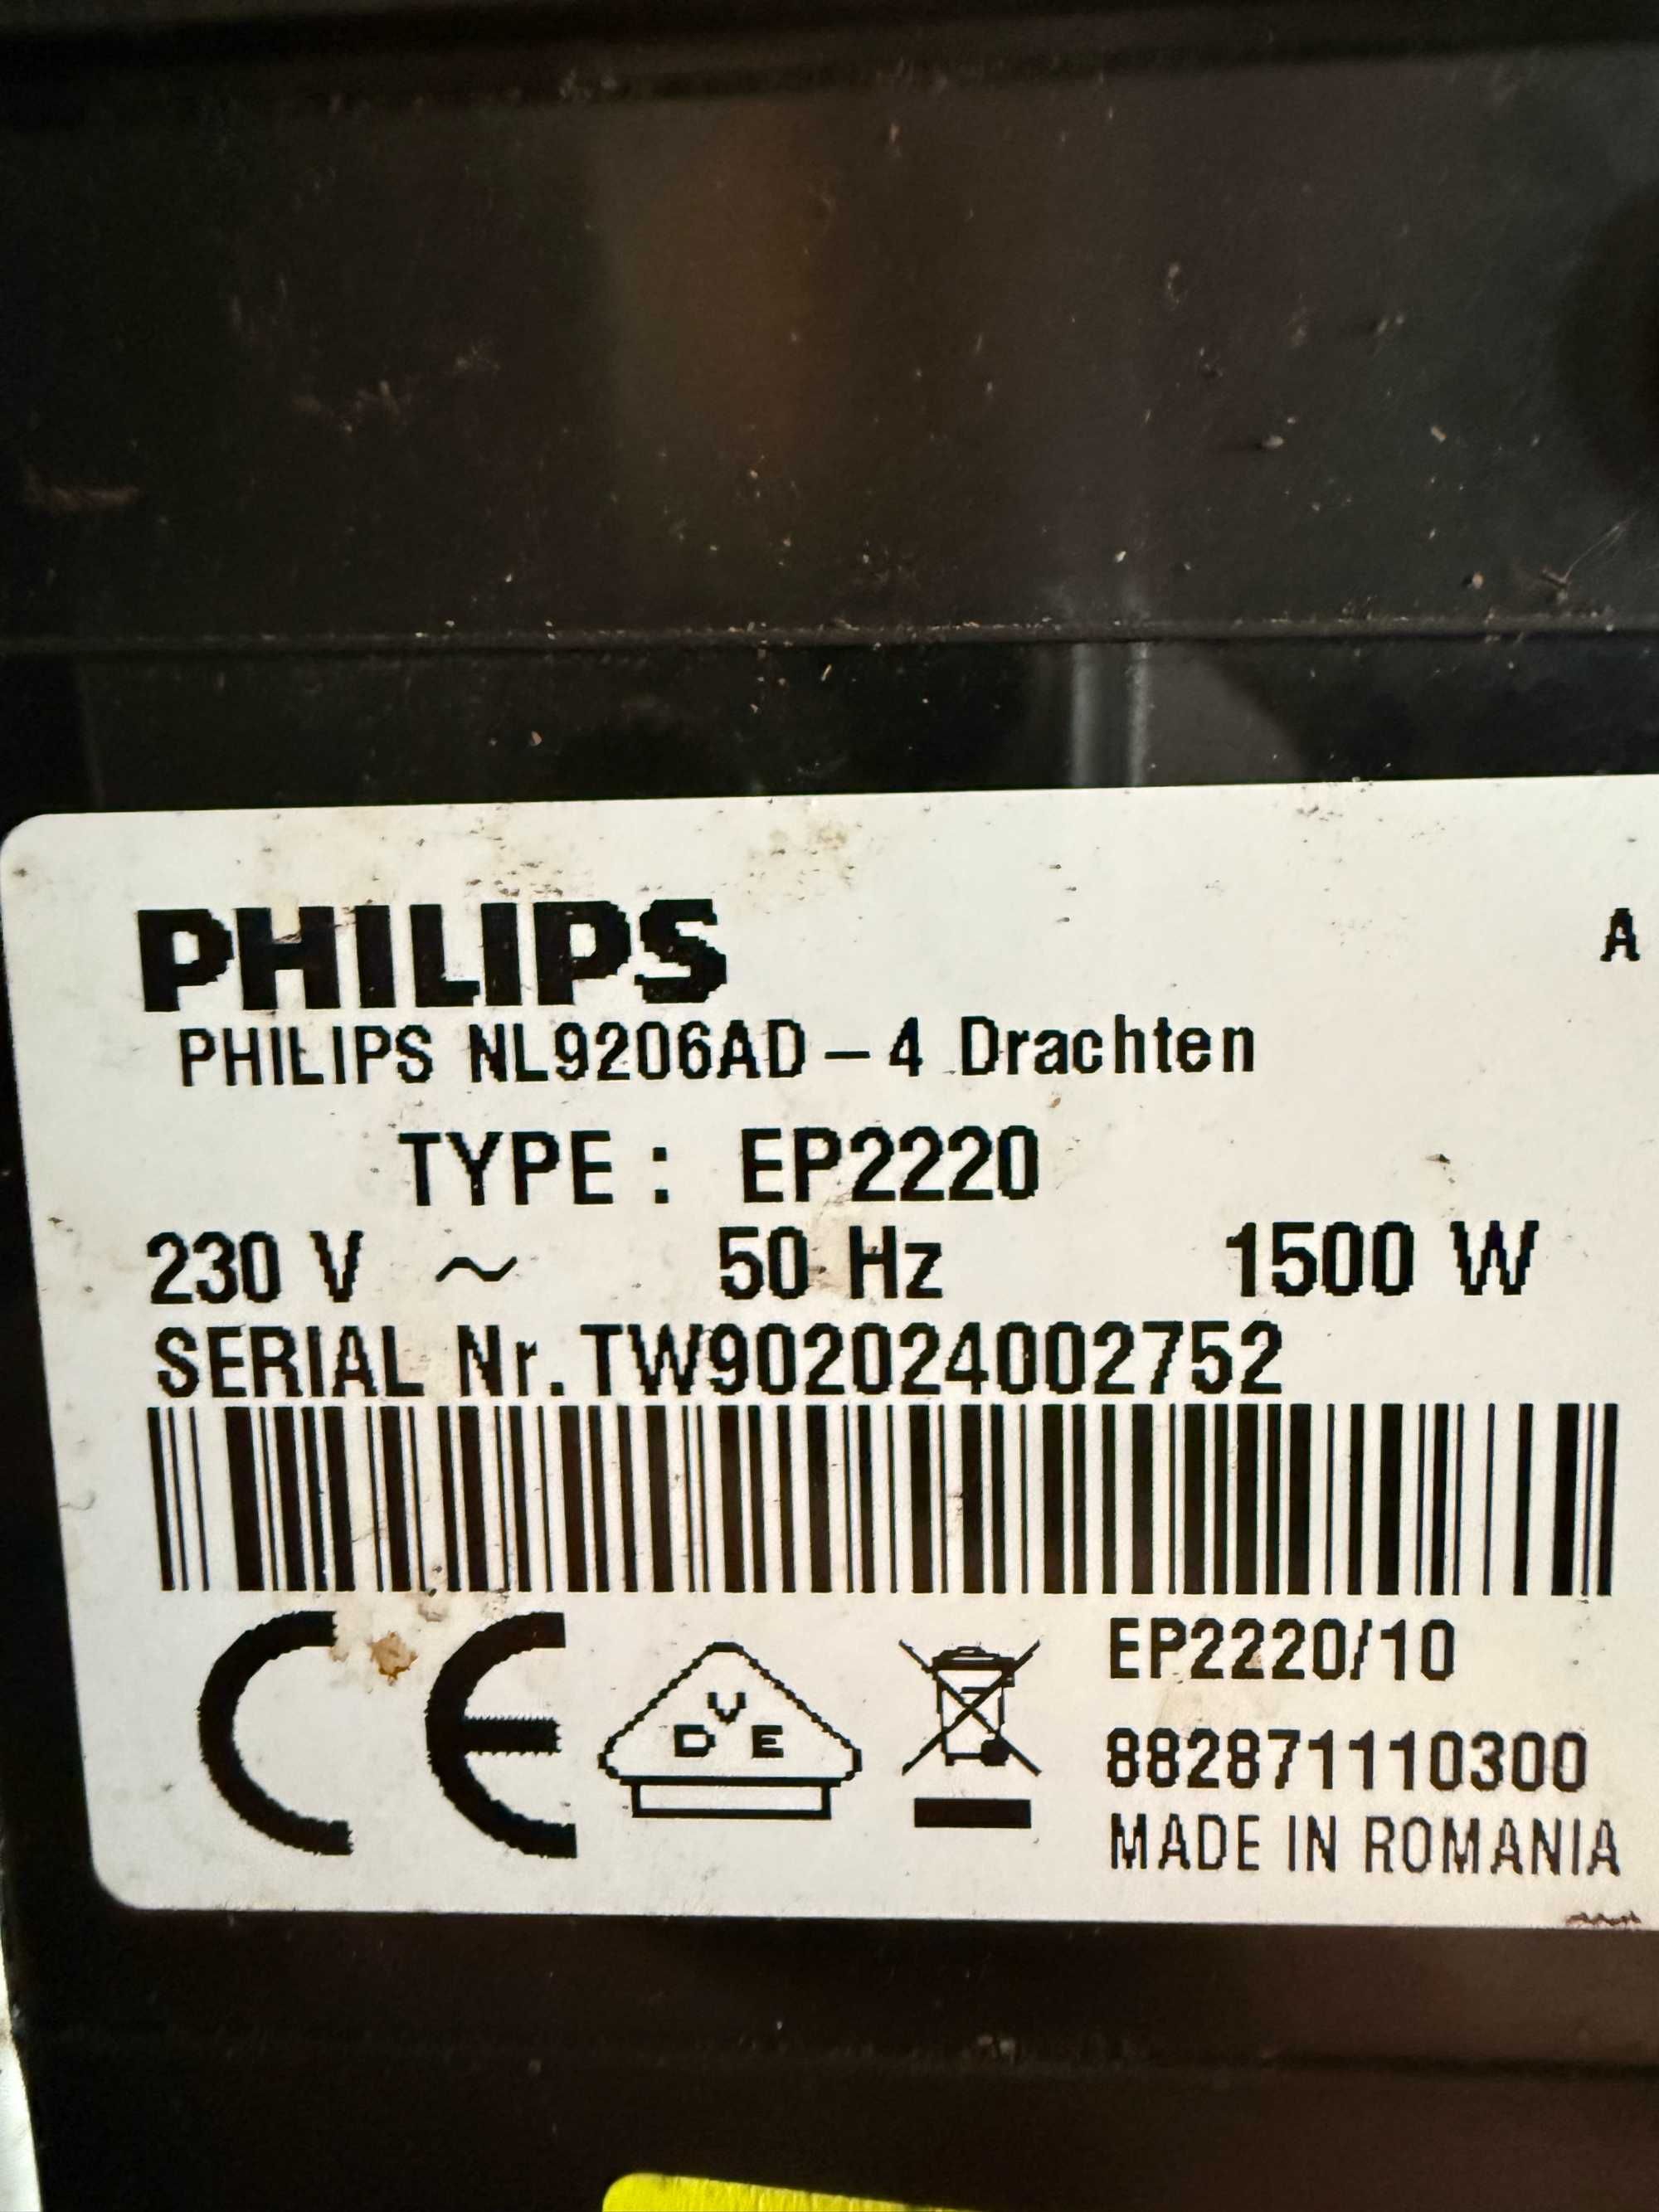 PHILIPS
A
PHILIPS NL9206AD – 4 Drachten
TYPE : EP2220
230 V ~ 50 Hz 1500 W
SERIAL Nr. TW902024002752
CE
VDE
EP2220/10
882871110300
MADE IN ROMANIA